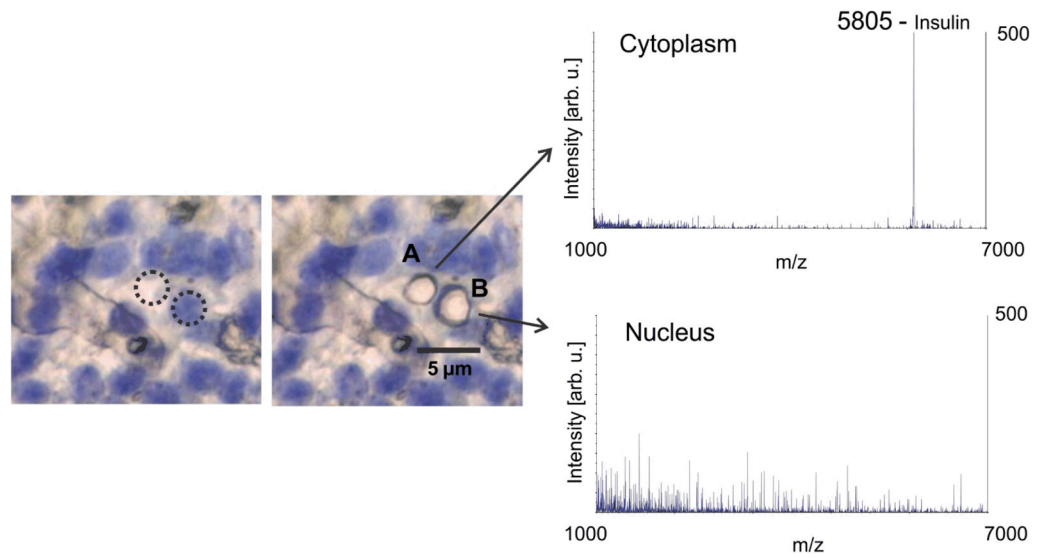 5805 - Insulin
Cytoplasm
500
Intensity [arb. u.]
1000
7000
m/z
A
B
5 µm
Nucleus
500
Intensity [arb. u.]
1000
7000
m/z